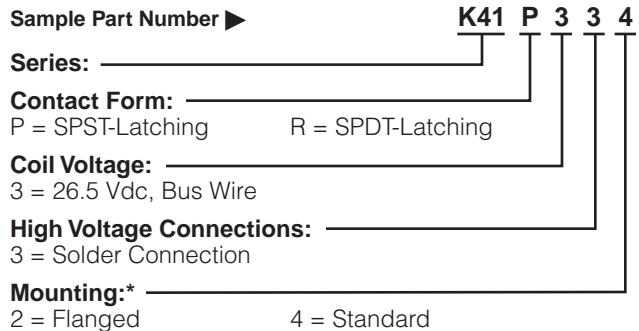 Sample Part Number ▶ K41 P 3 3 4
Series:
Contact Form:
P = SPST-Latching R = SPDT-Latching
Coil Voltage:
3 = 26.5 Vdc, Bus Wire
High Voltage Connections:
3 = Solder Connection
Mounting:*
2 = Flanged 4 = Standard